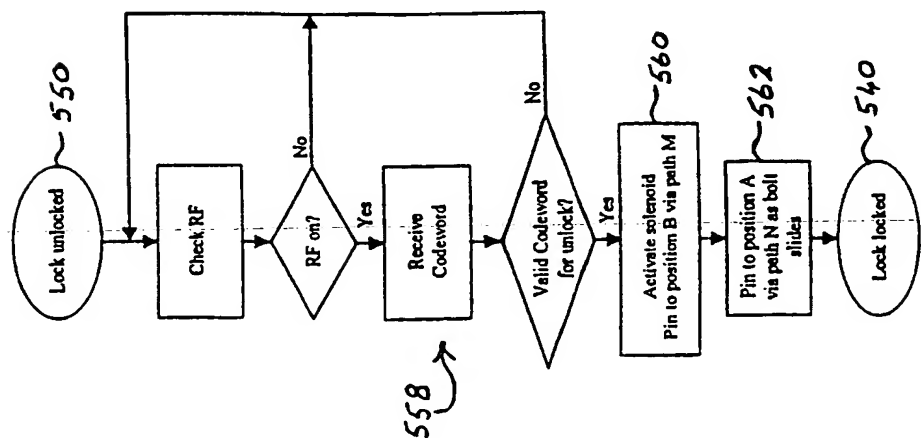 Lock unlocked
550
Check RF
RF on?
No
Yes
Receive
Codeword
558
Valid Codeword
for unlock?
No
Yes
Activate solenoid
Pin to position B via path M
560
Pin to position A
via path N as bolt
slides
562
Lock locked
540